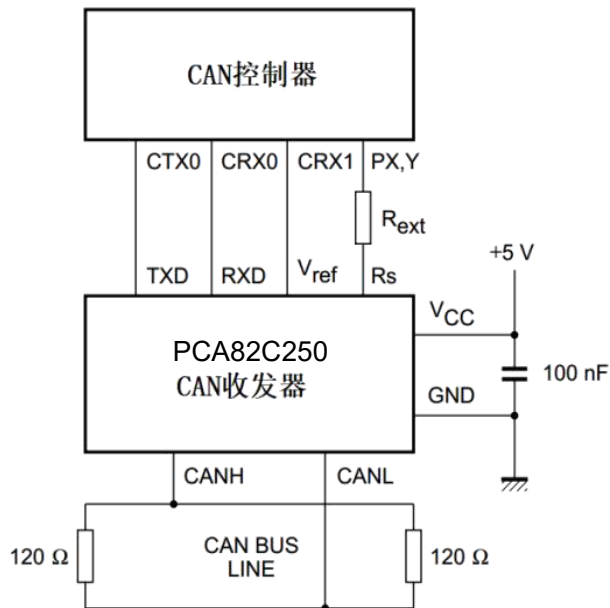 CAN控制器
CTX0 CRX0 CRX1 PX,Y
Rext
+5 V
TXD RXD Vref Rs
VCC
PCA82C250
CAN收发器
100 nF
GND
CANH CANL
120 Ω
CAN BUS
LINE
120 Ω